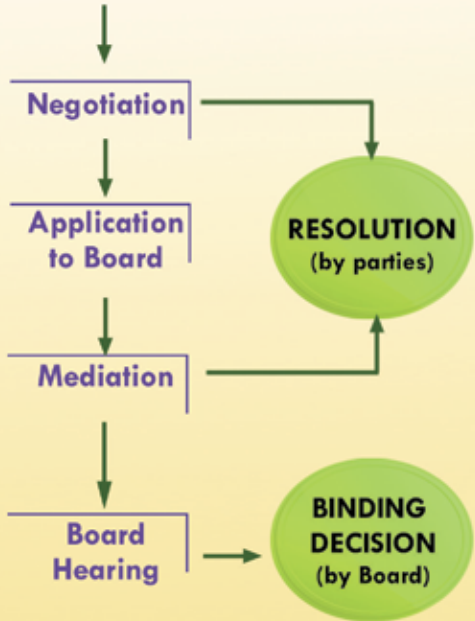 Negotiation
Application
to Board
RESOLUTION
(by parties)
Mediation
Board
Hearing
BINDING
DECISION
(by Board)